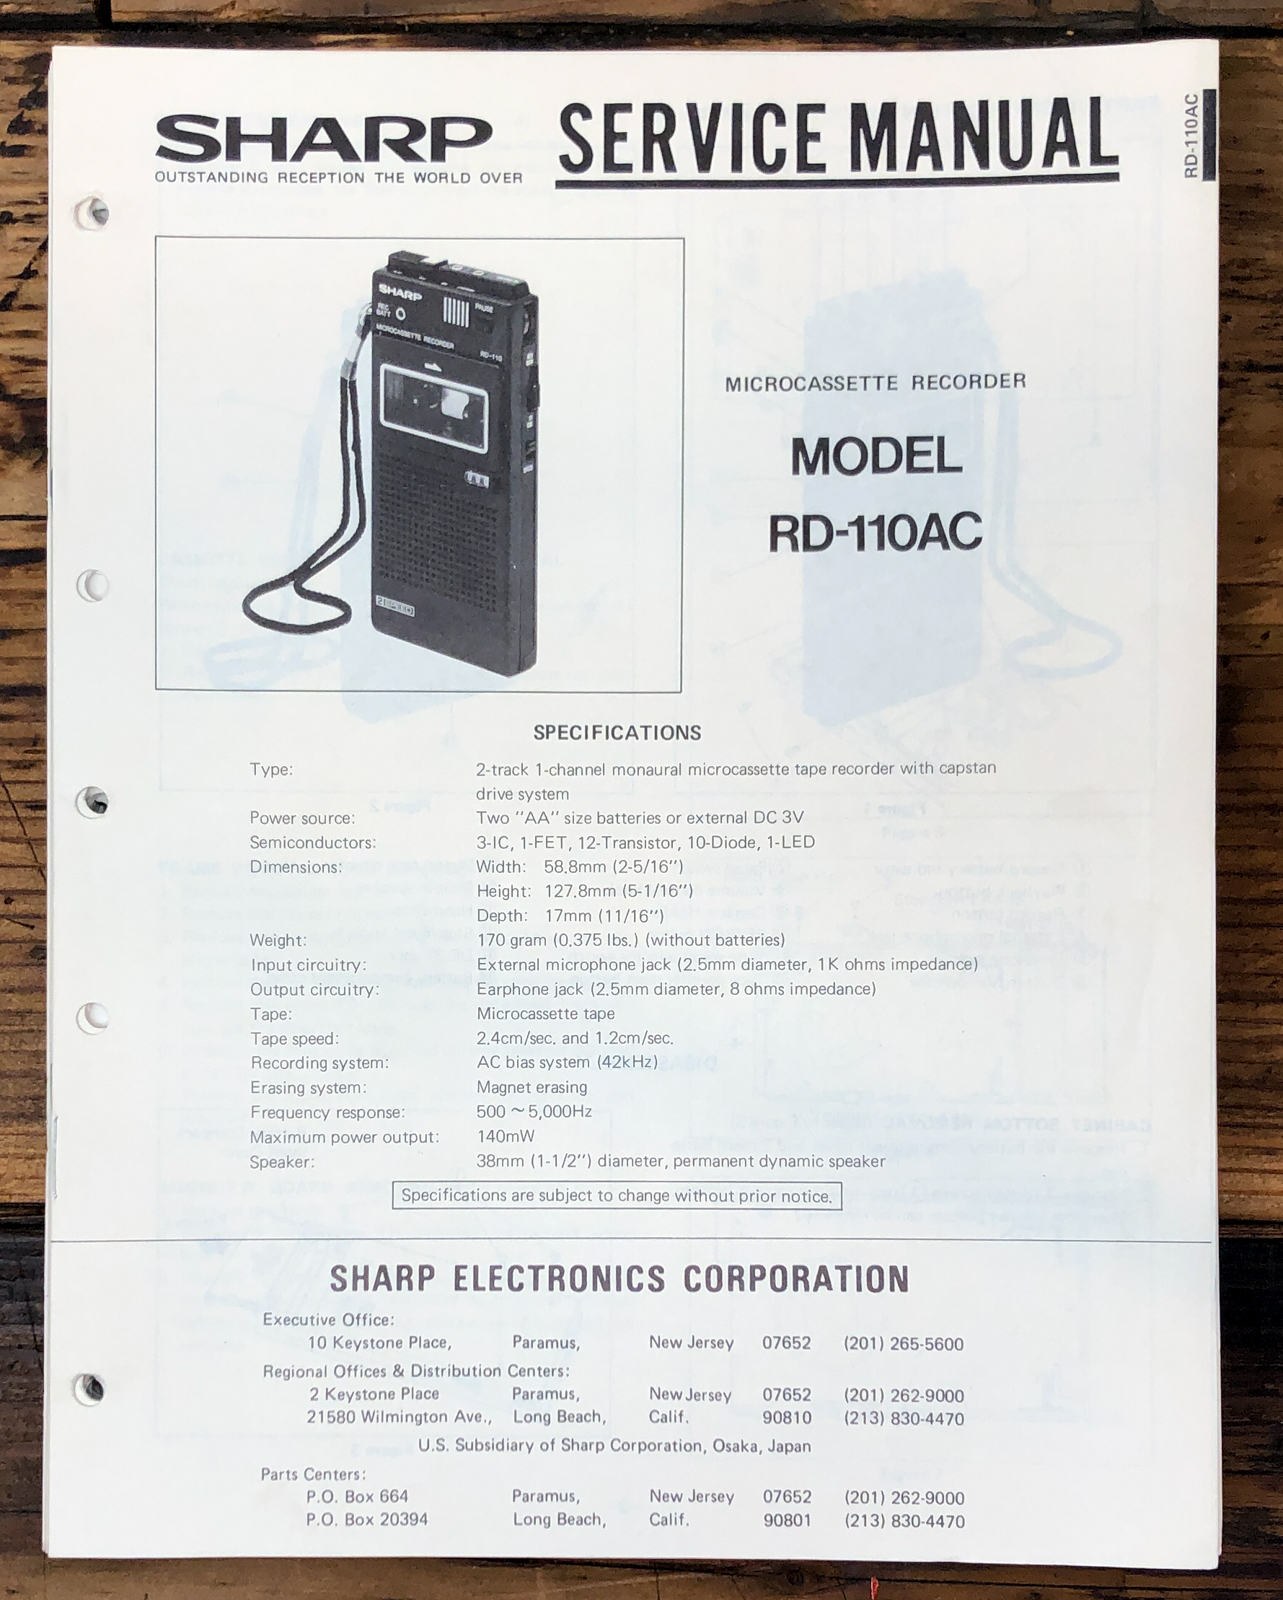 SHARP
OUTSTANDING RECEPTION THE WORLD OVER
SERVICE MANUAL
RD-110AC
SHARP
REC
BATT
PAUSE
MICROCASSETTE RECORDER
RD-110
2 SPEED
MICROCASSETTE RECORDER
MODEL
RD-110AC
SPECIFICATIONS
Type: 2-track 1-channel monaural microcassette tape recorder with capstan
drive system
Power source: Two "AA" size batteries or external DC 3V
Semiconductors: 3-IC, 1-FET, 12-Transistor, 10-Diode, 1-LED
Dimensions: Width: 58.8mm (2-5/16")
Height: 127.8mm (5-1/16")
Depth: 17mm (11/16")
Weight: 170 gram (0.375 lbs.) (without batteries)
Input circuitry: External microphone jack (2.5mm diameter, 1K ohms impedance)
Output circuitry: Earphone jack (2.5mm diameter, 8 ohms impedance)
Tape: Microcassette tape
Tape speed: 2.4cm/sec. and 1.2cm/sec.
Recording system: AC bias system (42kHz)
Erasing system: Magnet erasing
Frequency response: 500 ~ 5,000Hz
Maximum power output: 140mW
Speaker: 38mm (1-1/2") diameter, permanent dynamic speaker
Specifications are subject to change without prior notice.
SHARP ELECTRONICS CORPORATION
Executive Office:
10 Keystone Place, Paramus, New Jersey 07652 (201) 265-5600
Regional Offices & Distribution Centers:
2 Keystone Place Paramus, New Jersey 07652 (201) 262-9000
21580 Wilmington Ave., Long Beach, Calif. 90810 (213) 830-4470
U.S. Subsidiary of Sharp Corporation, Osaka, Japan
Parts Centers:
P.O. Box 664 Paramus, New Jersey 07652 (201) 262-9000
P.O. Box 20394 Long Beach, Calif. 90801 (213) 830-4470